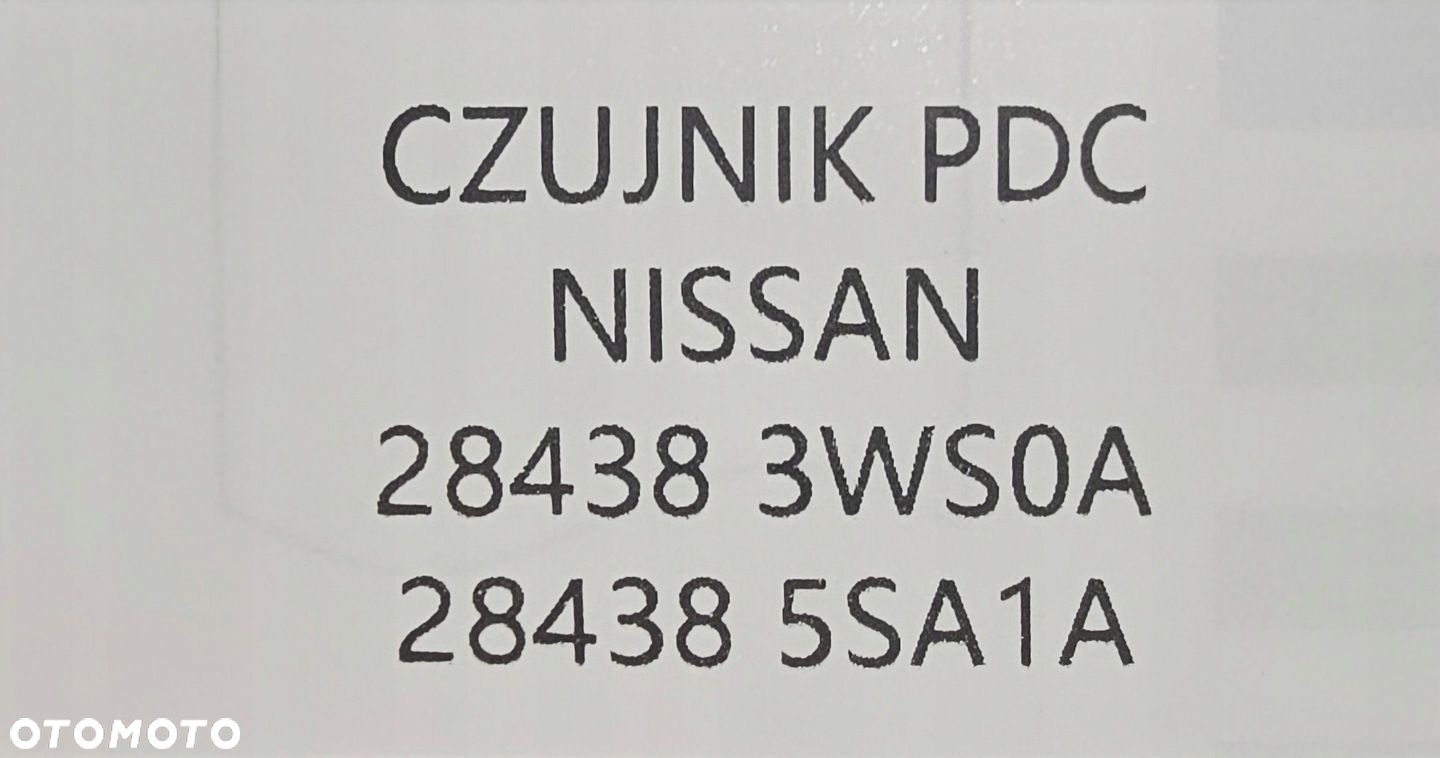 CZUJNIK PDC
NISSAN
28438 3WS0A
28438 5SA1A
OTOMOTO